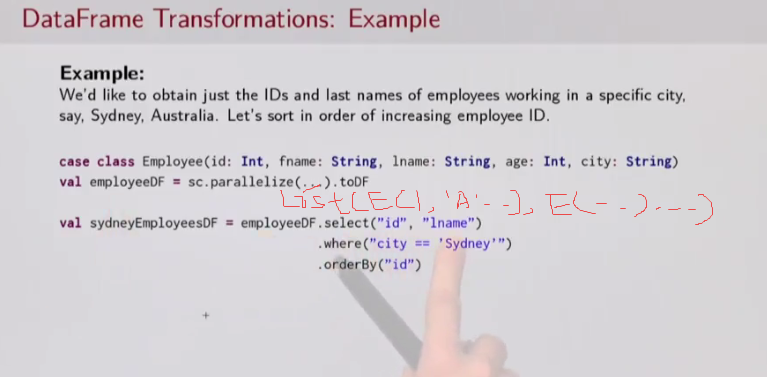 DataFrame Transformations: Example
Example:
We'd like to obtain just the IDs and last names of employees working in a specific city,
say, Sydney, Australia. Let's sort in order of increasing employee ID.
case class Employee(id: Int, fname: String, lname: String, age: Int, city: String)
val employeeDF = sc.parallelize(...).toDF
List(E(1, 'A' - -), E(- -) . - -)
val sydneyEmployeesDF = employeeDF.select("id", "lname")
.where("city == 'Sydney'")
.orderBy("id")